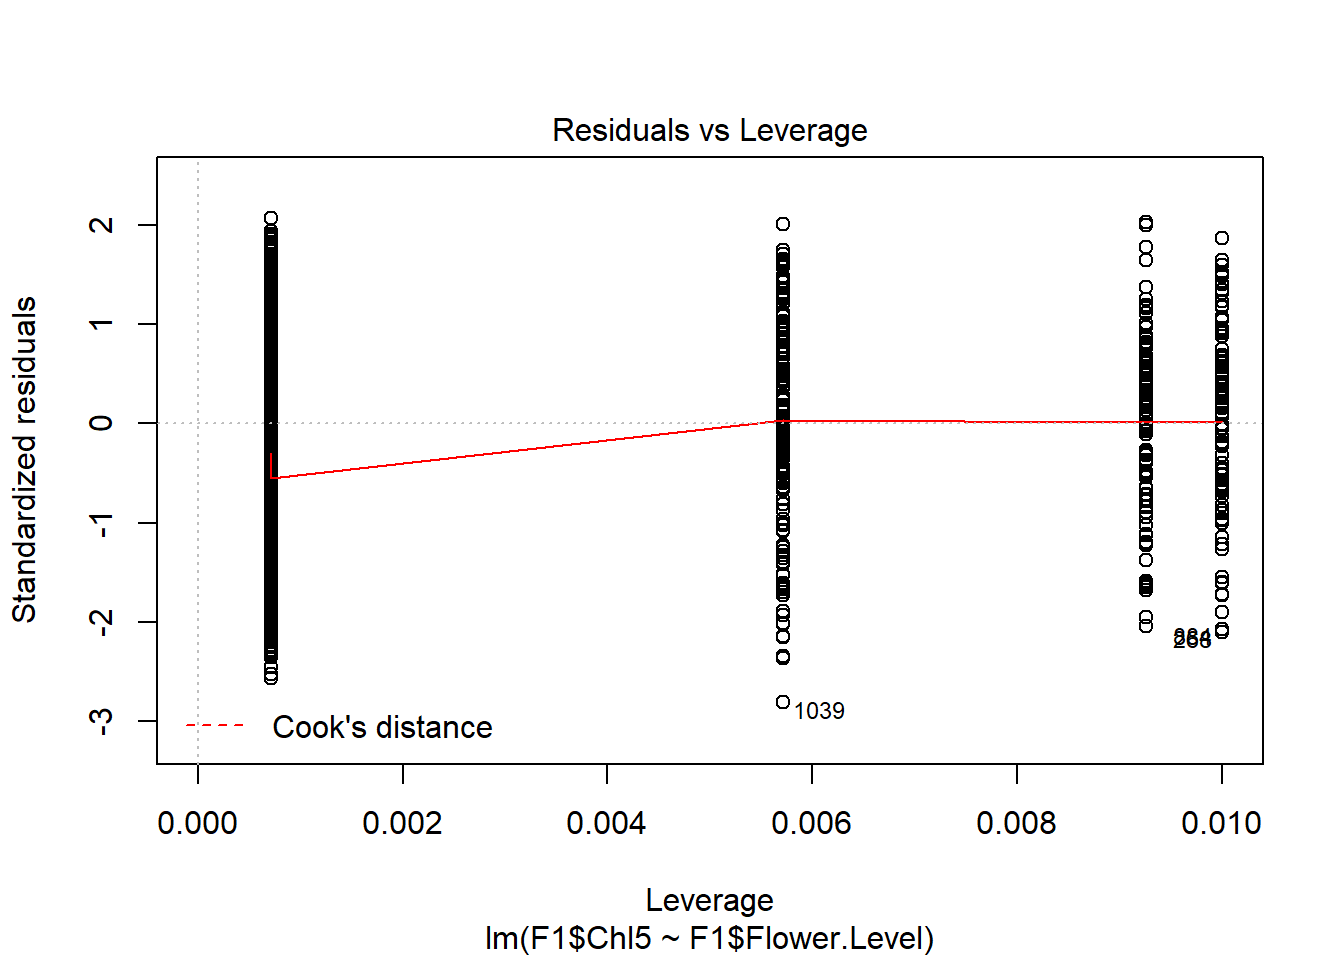 Residuals vs Leverage
Standardized residuals
2
1
0
-1
-2
-3
1039
Cook's distance
0.000 0.002 0.004 0.006 0.008 0.010
Leverage
lm(F1$Chl5 ~ F1$Flower.Level)